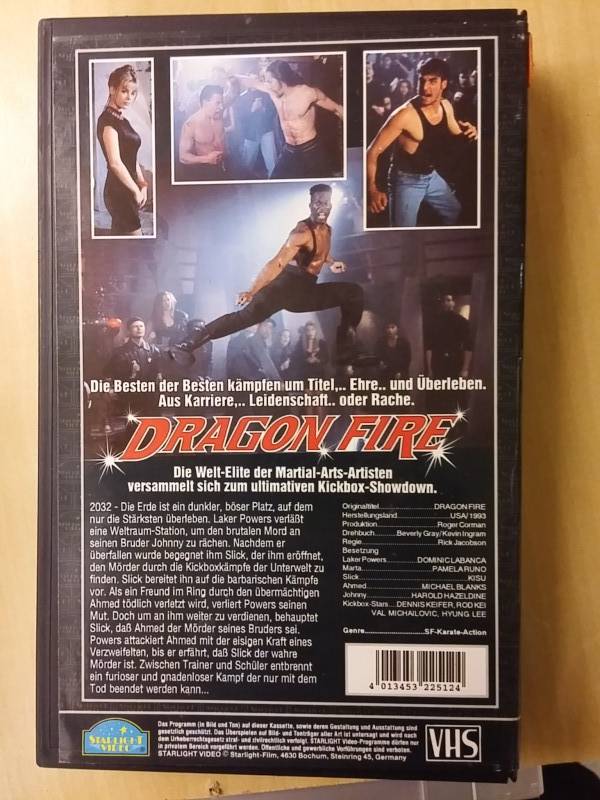 Die Besten der Besten kämpfen um Titel,.. Ehre.. und Überleben.
Aus Karriere,.. Leidenschaft.. oder Rache.
DRAGON FIRE
Die Welt-Elite der Martial-Arts-Artisten
versammelt sich zum ultimativen Kickbox-Showdown.
2032 - Die Erde ist ein dunkler, böser Platz, auf dem
nur die Stärksten überleben. Laker Powers verläßt
eine Weltraum-Station, um den brutalen Mord an
seinen Bruder Johnny zu rächen. Nachdem er
überfallen wurde begegnet ihm Slick, der ihm eröffnet,
den Mörder durch die Kickboxkämpfe der Unterwelt zu
finden. Slick bereitet ihn auf die barbarischen Kämpfe
vor. Als ein Freund im Ring durch den übermächtigen
Ahmed tödlich verletzt wird, verliert Powers seinen
Mut. Doch um an ihm weiter zu verdienen, behauptet
Slick, daß Ahmed der Mörder seines Bruders sei.
Powers attackiert Ahmed mit der eisigen Kraft eines
Verzweifelten, bis er erfährt, daß Slick der wahre
Mörder ist. Zwischen Trainer und Schüler entbrennt
ein furioser und gnadenloser Kampf der nur mit dem
Tod beendet werden kann...
Originaltitel DRAGON FIRE
Herstellungsland USA/1993
Produktion Roger Corman
Drehbuch Beverly Gray/Kevin Ingram
Regie Rick Jacobson
Besetzung
Laker Powers DOMINIC LABANCA
Marta PAMELA RUNO
Slick KISU
Ahmed MICHAEL BLANKS
Johnny HAROLD HAZELDINE
Kickbox-Stars DENNIS KEIFER, ROD KEI
VAL MICHAILOVIC, HYUNG LEE
Genre SF-Karate-Action
4 013453 225124
STARLIGHT
VIDEO
Das Programm (in Bild und Ton) auf dieser Kassette, sowie deren Gestaltung und Ausstattung sind
gesetzlich geschützt. Das Überspielen auf Bild- und Tonträger aller Art ist untersagt und wird nach
dem Urheberrechtsgesetz straf- und zivilrechtlich verfolgt. STARLIGHT Video-Programme dürfen nur
in privatem Bereich vorgeführt werden. Öffentliche und gewerbliche Vorführungen sind verboten.
STARLIGHT VIDEO © Starlight-Film, 4630 Bochum, Steinring 45, Germany
VHS